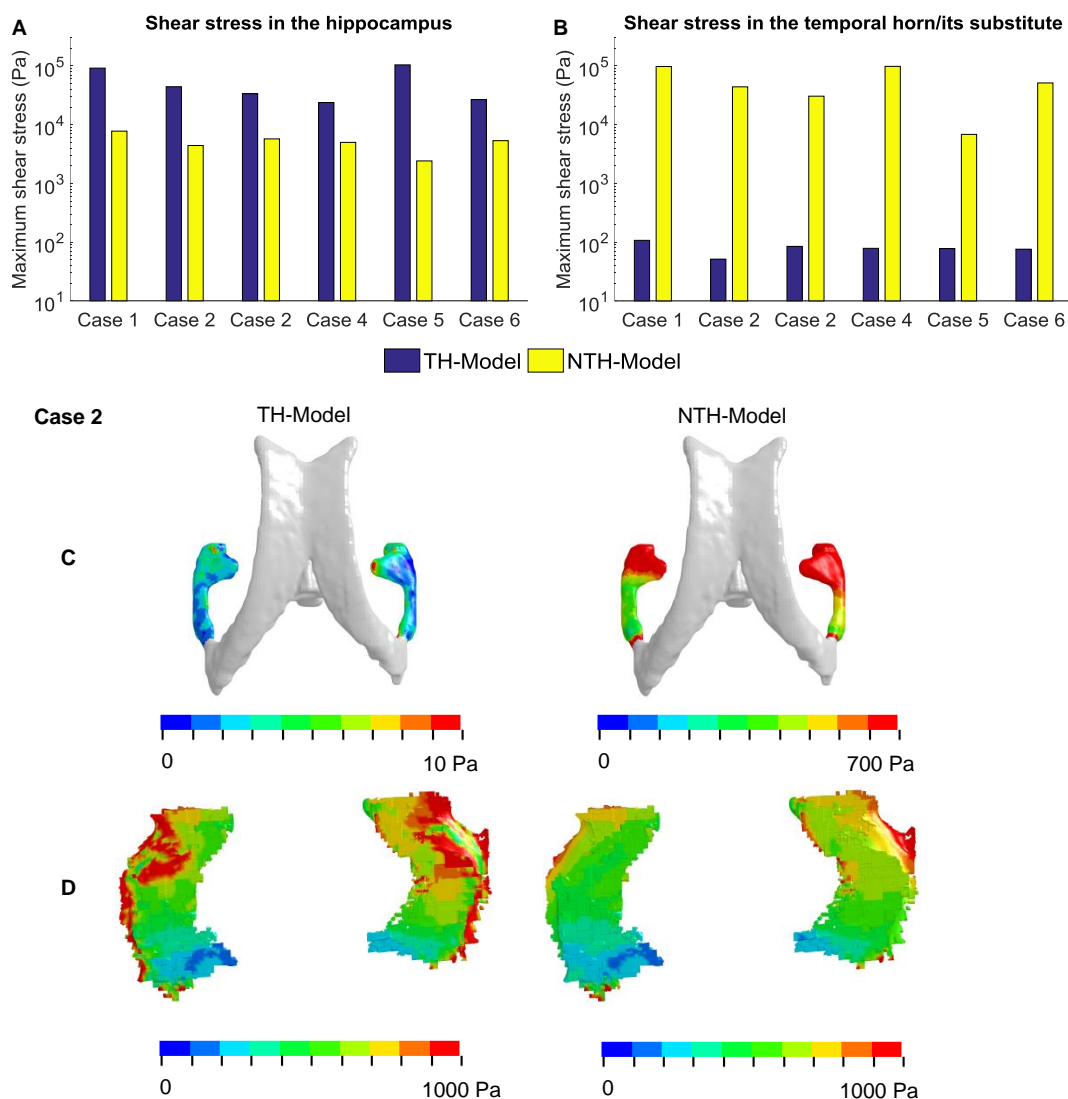 A Shear stress in the hippocampus
Maximum shear stress (Pa)
10^5
10^4
10^3
10^2
10^1
Case 1 Case 2 Case 2 Case 4 Case 5 Case 6
B Shear stress in the temporal horn/its substitute
Maximum shear stress (Pa)
10^5
10^4
10^3
10^2
10^1
Case 1 Case 2 Case 2 Case 4 Case 5 Case 6
TH-Model NTH-Model
Case 2 TH-Model NTH-Model
C
0 10 Pa 0 700 Pa
D
0 1000 Pa 0 1000 Pa